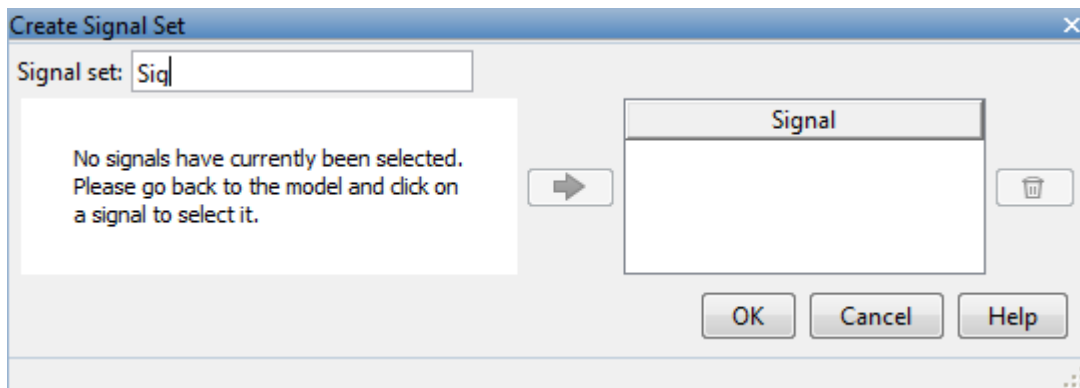 Create Signal Set
Signal set: Sig
No signals have currently been selected.
Please go back to the model and click on
a signal to select it.
Signal
OK Cancel Help